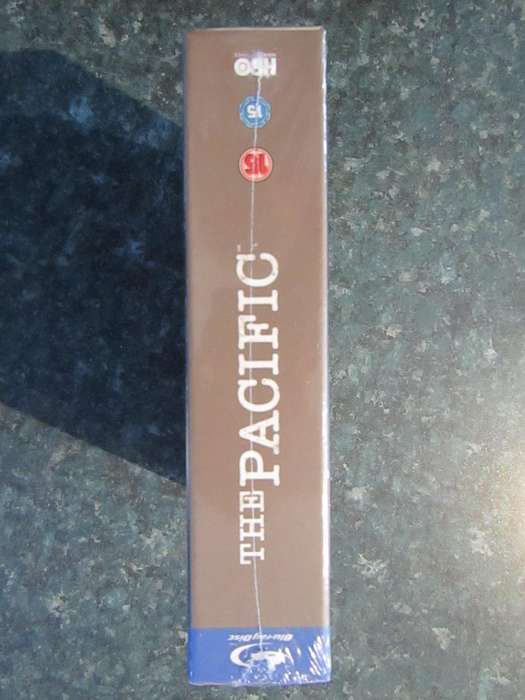 Blu-ray Disc
THE PACIFIC
15
15
HBO